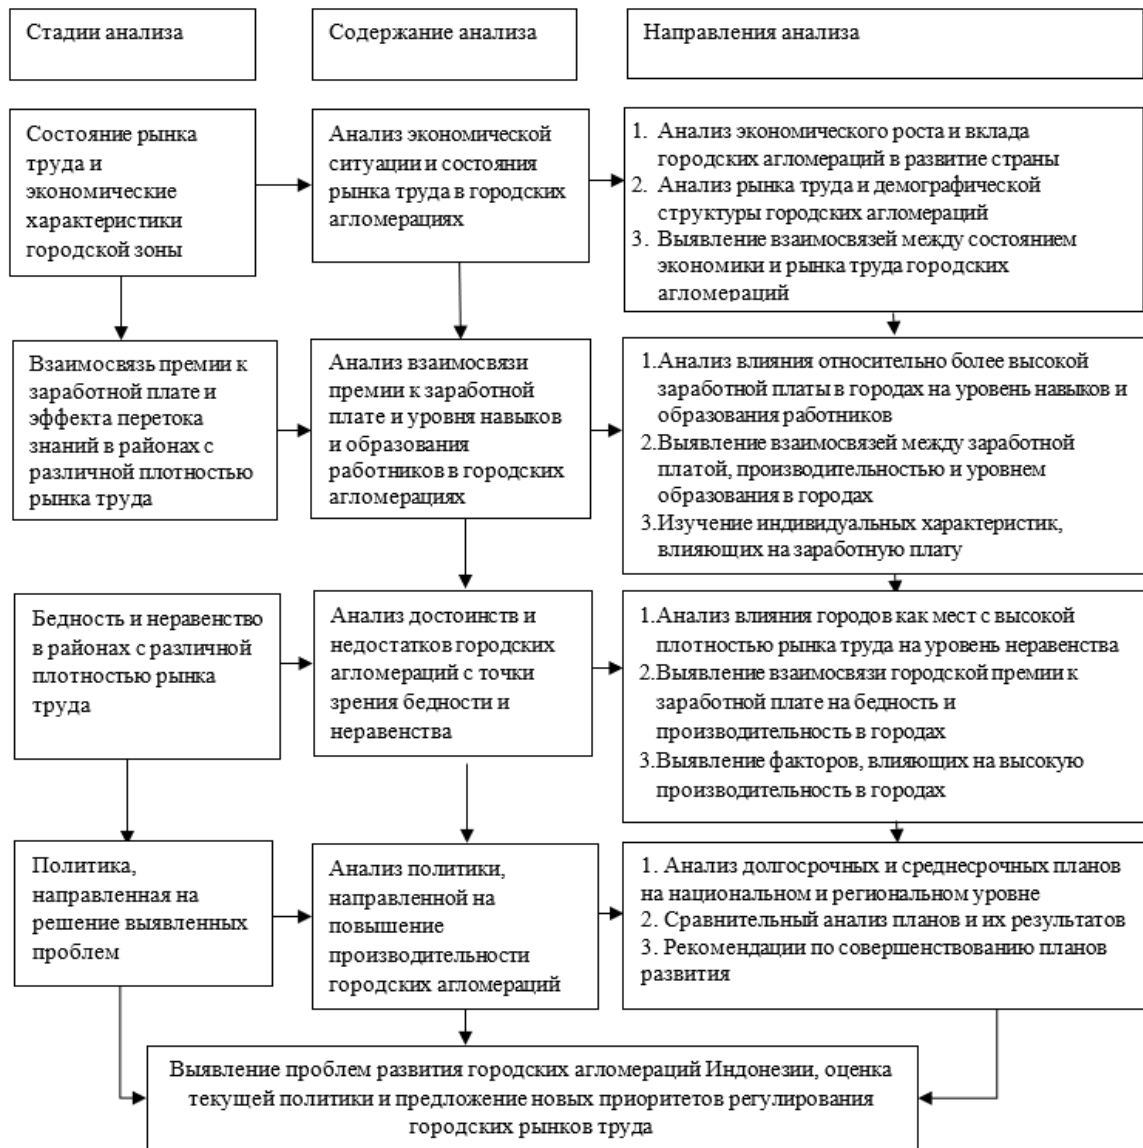 Стадии анализа
Содержание анализа
Направления анализа
Состояние рынка
труда и
экономические
характеристики
городской зоны
Анализ экономической
ситуации и состояния
рынка труда в городских
агломерациях
1. Анализ экономического роста и вклада
городских агломераций в развитие страны
2. Анализ рынка труда и демографической
структуры городских агломераций
3. Выявление взаимосвязей между состоянием
экономики и рынка труда городских
агломераций
Взаимосвязь премии к
заработной плате и
эффекта перетока
знаний в районах с
различной плотностью
рынка труда
Анализ взаимосвязи
премии к заработной
плате и уровня навыков
и образования
работников в городских
агломерациях
1.Анализ влияния относительно более высокой
заработной платы в городах на уровень навыков и
образования работников
2.Выявление взаимосвязей между заработной
платой, производительностью и уровнем
образования в городах
3.Изучение индивидуальных характеристик,
влияющих на заработную плату
Бедность и неравенство
в районах с различной
плотностью рынка
труда
Анализ достоинств и
недостатков городских
агломераций с точки
зрения бедности и
неравенства
1.Анализ влияния городов как мест с высокой
плотностью рынка труда на уровень неравенства
2.Выявление взаимосвязи городской премии к
заработной плате на бедность и
производительность в городах
3.Выявление факторов, влияющих на высокую
производительность в городах
Политика,
направленная на
решение выявленных
проблем
Анализ политики,
направленной на
повышение
производительности
городских агломераций
1. Анализ долгосрочных и среднесрочных планов
на национальном и региональном уровне
2. Сравнительный анализ планов и их результатов
3. Рекомендации по совершенствованию планов
развития
Выявление проблем развития городских агломераций Индонезии, оценка
текущей политики и предложение новых приоритетов регулирования
городских рынков труда